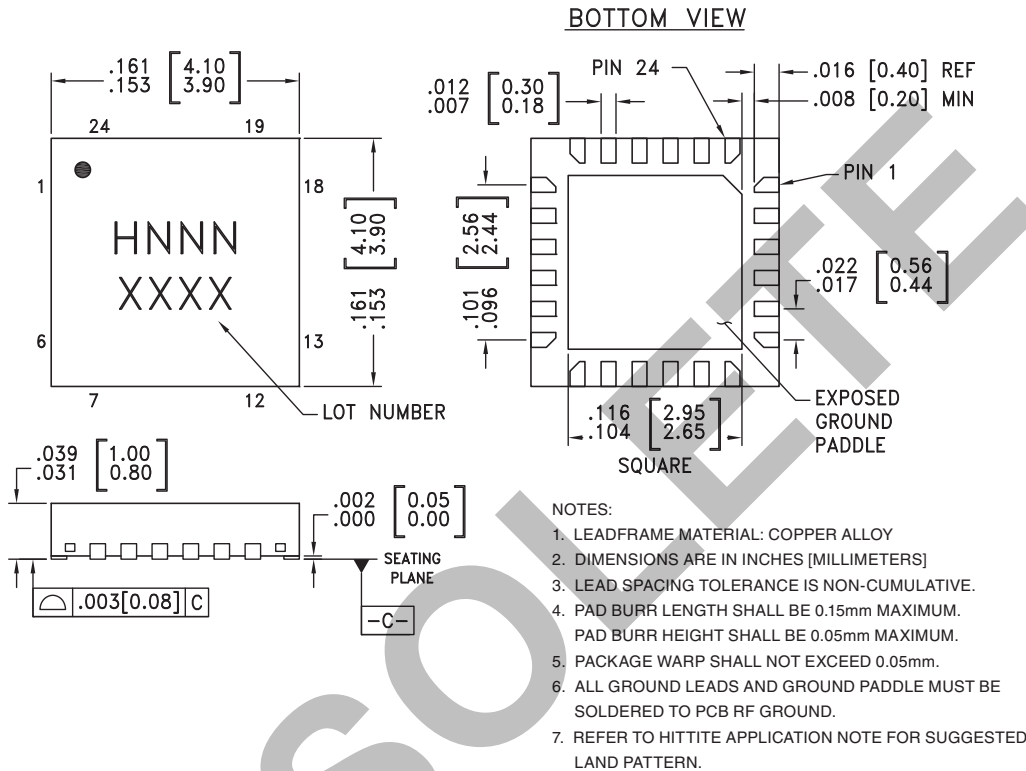 BOTTOM VIEW
.161 [4.10]
.153 [3.90]
24
19
1
18
HNNN
XXXX
6
13
7
12
LOT NUMBER
.161 [4.10]
.153 [3.90]
PIN 24
.012 [0.30]
.007 [0.18]
.016 [0.40] REF
.008 [0.20] MIN
PIN 1
.101 [2.56]
.096 [2.44]
.022 [0.56]
.017 [0.44]
EXPOSED
GROUND
PADDLE
.116 [2.95]
.104 [2.65]
SQUARE
.039 [1.00]
.031 [0.80]
.002 [0.05]
.000 [0.00]
SEATING
PLANE
.003[0.08] C
-C-
NOTES:
1. LEADFRAME MATERIAL: COPPER ALLOY
2. DIMENSIONS ARE IN INCHES [MILLIMETERS]
3. LEAD SPACING TOLERANCE IS NON-CUMULATIVE.
4. PAD BURR LENGTH SHALL BE 0.15mm MAXIMUM.
PAD BURR HEIGHT SHALL BE 0.05mm MAXIMUM.
5. PACKAGE WARP SHALL NOT EXCEED 0.05mm.
6. ALL GROUND LEADS AND GROUND PADDLE MUST BE
SOLDERED TO PCB RF GROUND.
7. REFER TO HITTITE APPLICATION NOTE FOR SUGGESTED
LAND PATTERN.
SOLETE